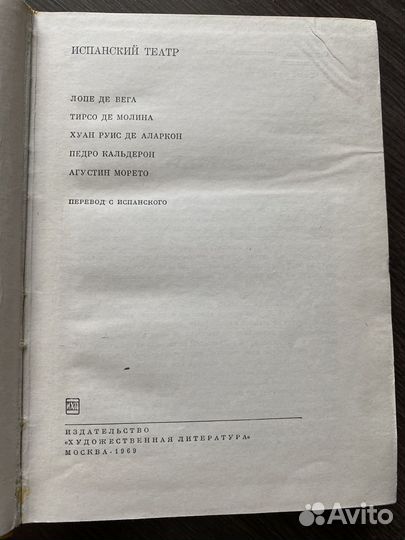 ИСПАНСКИЙ ТЕАТР
ЛОПЕ ДЕ ВЕГА
ТИРСО ДЕ МОЛИНА
ХУАН РУИС ДЕ АЛАРКОН
ПЕДРО КАЛЬДЕРОН
АГУСТИН МОРЕТО
ПЕРЕВОД С ИСПАНСКОГО
ИЗДАТЕЛЬСТВО
«ХУДОЖЕСТВЕННАЯ ЛИТЕРАТУРА»
МОСКВА · 1969
Avito